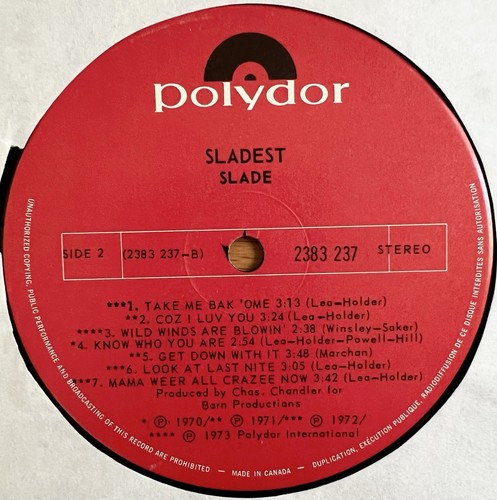 polydor
SLADEST
SLADE
SIDE 2 (2383 237-B) 2383 237 STEREO
***1. TAKE ME BAK 'OME 3:13 (Lea-Holder)
**2. COZ I LUV YOU 3:24 (Lea-Holder)
****3. WILD WINDS ARE BLOWIN' 2:38 (Winsley-Saker)
*4. KNOW WHO YOU ARE 2:54 (Lea-Holder-Powell-Hill)
**5. GET DOWN WITH IT 3:48 (Marchan)
***6. LOOK AT LAST NITE 3:05 (Lea-Holder)
***7. MAMA WEER ALL CRAZEE NOW 3:42 (Lea-Holder)
Produced by Chas. Chandler for
Barn Productions
* Ⓟ 1970/** Ⓟ 1971/*** Ⓟ 1972/
**** Ⓟ 1973 Polydor International
UNAUTHORIZED COPYING, PUBLIC PERFORMANCE AND BROADCASTING OF THIS RECORD ARE PROHIBITED - MADE IN CANADA - DUPLICATION, EXÉCUTION PUBLIQUE, RADIODIFFUSION DE CE DISQUE INTERDITES SANS AUTORISATION